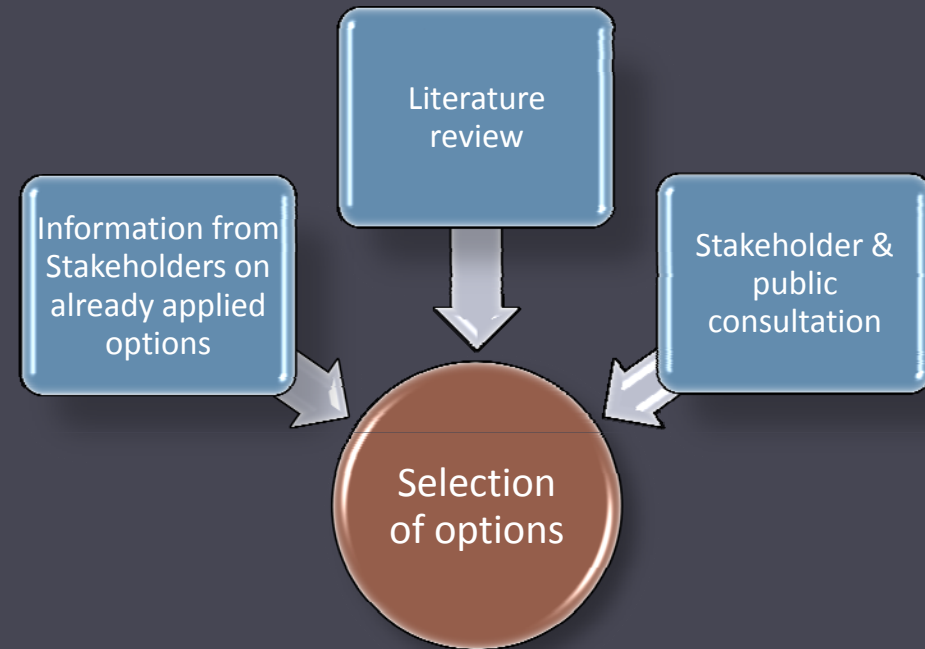 Literature
review
Information from
Stakeholders on
already applied
options
Stakeholder &
public
consultation
Selection
of options